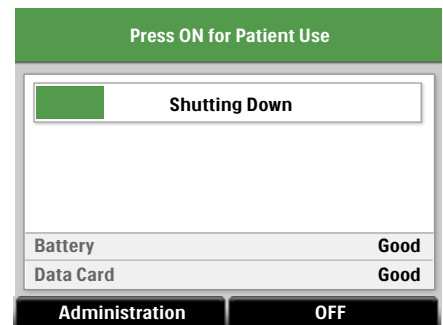 Press ON for Patient Use
Shutting Down
Battery Good
Data Card Good
Administration OFF